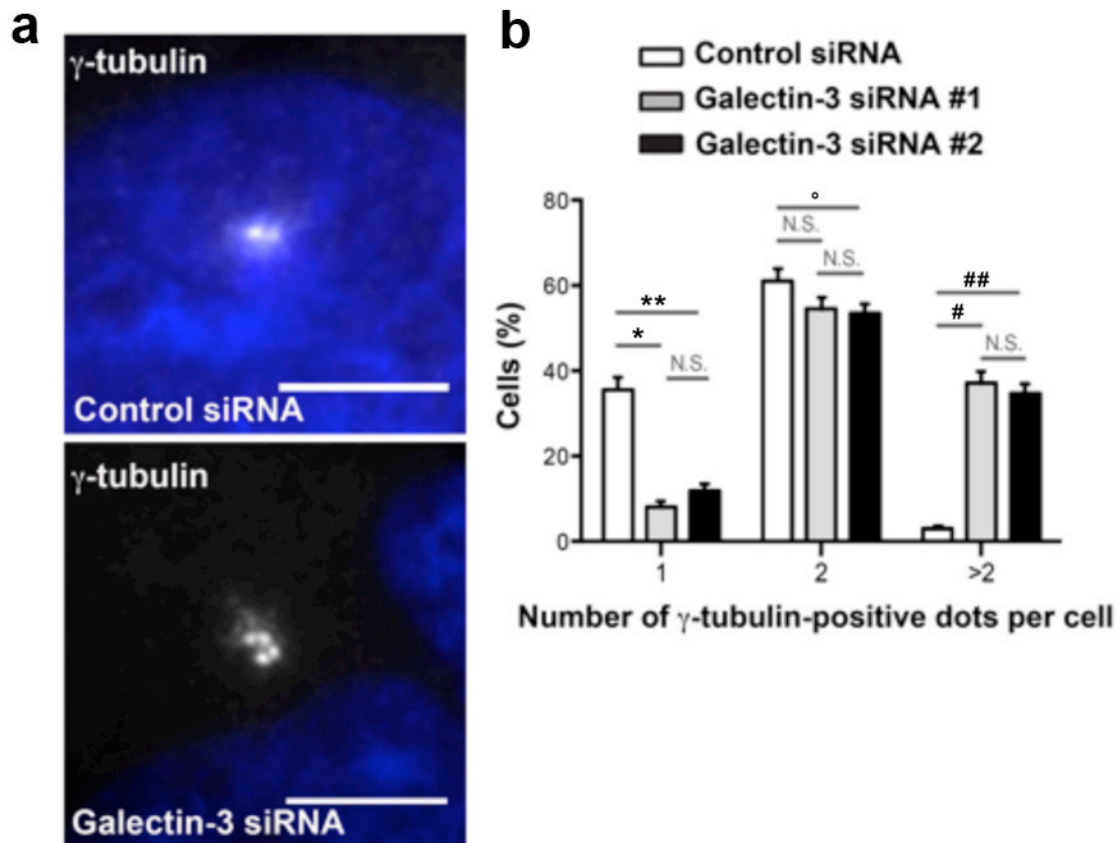 a
γ-tubulin
Control siRNA
γ-tubulin
Galectin-3 siRNA
b
Control siRNA
Galectin-3 siRNA #1
Galectin-3 siRNA #2
Cells (%)
80
60
40
20
0
**
*
N.S.
°
N.S.
N.S.
##
#
N.S.
1
2
>2
Number of γ-tubulin-positive dots per cell